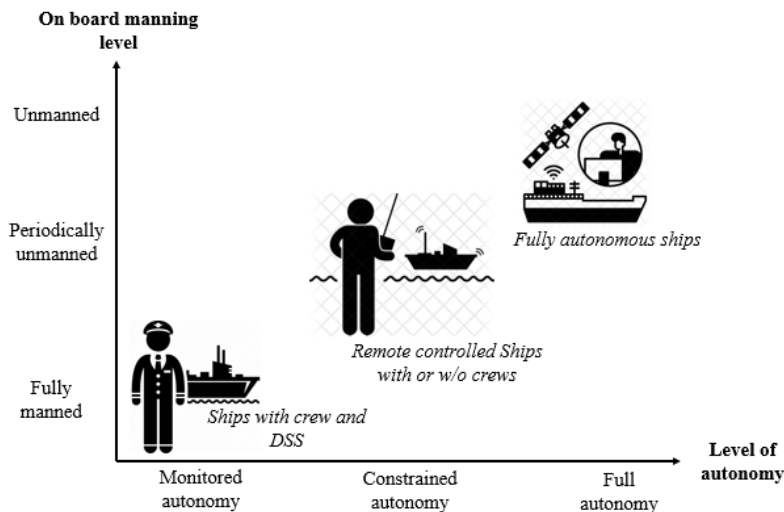 On board manning
level
Unmanned
Periodically
unmanned
Fully
manned
Fully autonomous ships
Remote controlled Ships
with or w/o crews
Ships with crew and
DSS
Monitored
autonomy
Constrained
autonomy
Full
autonomy
Level of
autonomy